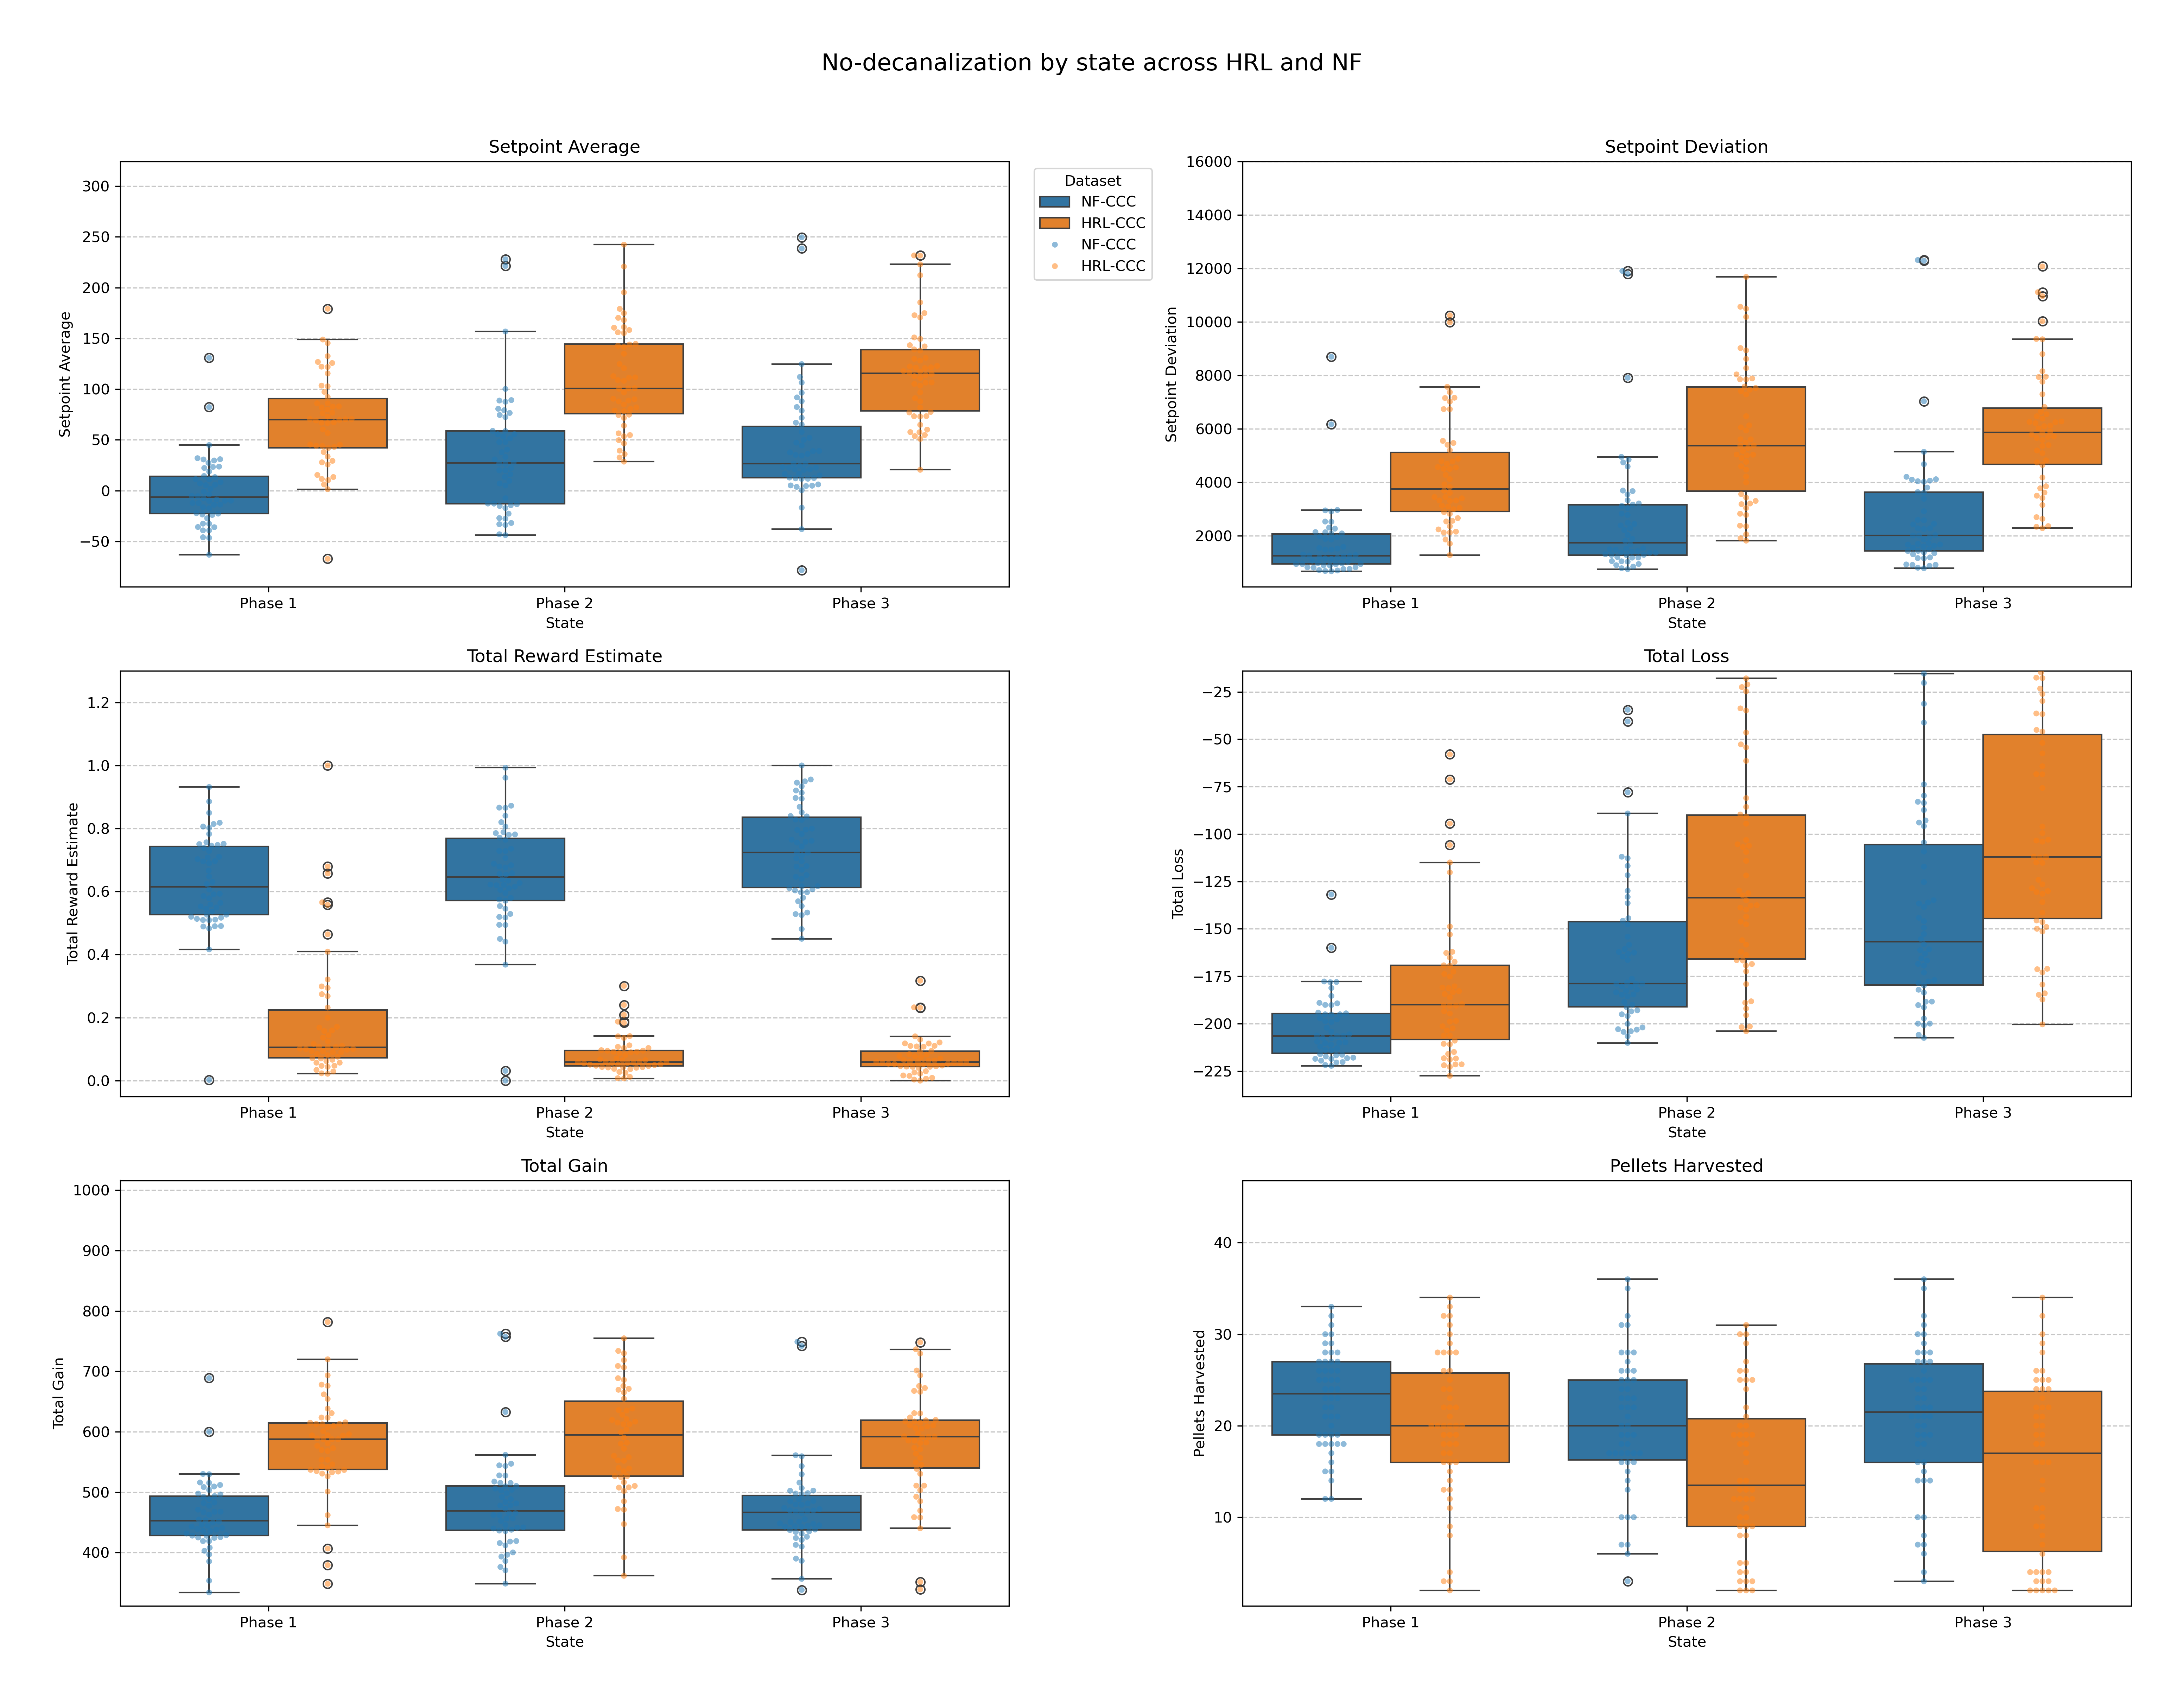 No-decanalization by state across HRL and NF
Setpoint Average
Setpoint Average
300
250
200
150
100
50
0
−50
Phase 1
Phase 2
Phase 3
State
Dataset
NF-CCC
HRL-CCC
NF-CCC
HRL-CCC
Setpoint Deviation
Setpoint Deviation
16000
14000
12000
10000
8000
6000
4000
2000
Phase 1
Phase 2
Phase 3
State
Total Reward Estimate
Total Reward Estimate
1.2
1.0
0.8
0.6
0.4
0.2
0.0
Phase 1
Phase 2
Phase 3
State
Total Loss
Total Loss
−25
−50
−75
−100
−125
−150
−175
−200
−225
Phase 1
Phase 2
Phase 3
State
Total Gain
Total Gain
1000
900
800
700
600
500
400
Phase 1
Phase 2
Phase 3
State
Pellets Harvested
Pellets Harvested
40
30
20
10
Phase 1
Phase 2
Phase 3
State